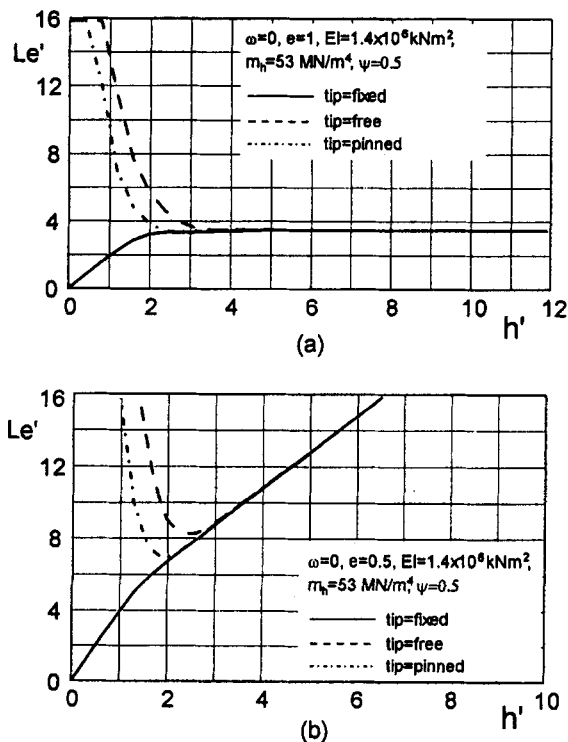 Le'
16
12
8
4
0
ω=0, e=1, EI=1.4x10⁶kNm²,
mₕ=53 MN/m⁴, ψ=0.5
tip=fixed
tip=free
tip=pinned
0 2 4 6 8 10 12
h'
(a)
Le'
16
12
8
4
0
ω=0, e=0.5, EI=1.4x10⁶kNm²,
mₕ=53 MN/m⁴, ψ=0.5
tip=fixed
tip=free
tip=pinned
0 2 4 6 8 10
h'
(b)